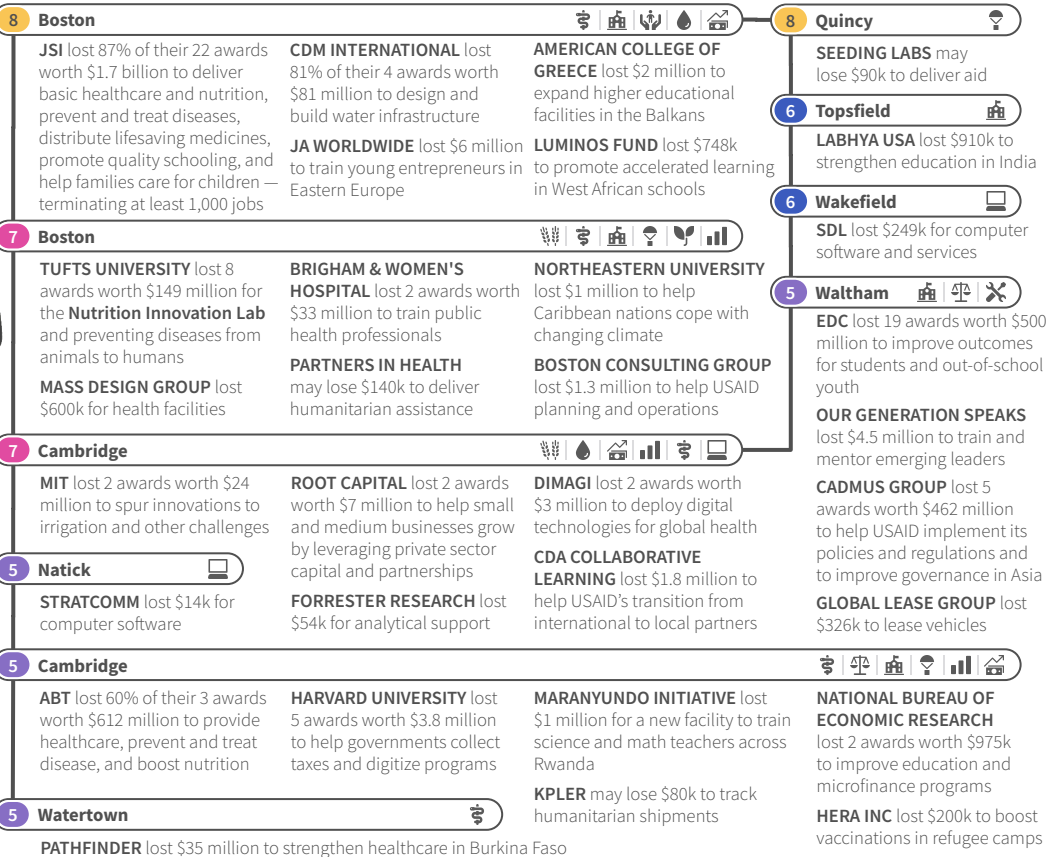 8 Boston
JSI lost 87% of their 22 awards
worth $1.7 billion to deliver
basic healthcare and nutrition,
prevent and treat diseases,
distribute lifesaving medicines,
promote quality schooling, and
help families care for children —
terminating at least 1,000 jobs
CDM INTERNATIONAL lost
81% of their 4 awards worth
$81 million to design and
build water infrastructure
JA WORLDWIDE lost $6 million
to train young entrepreneurs in
Eastern Europe
AMERICAN COLLEGE OF
GREECE lost $2 million to
expand higher educational
facilities in the Balkans
LUMINOS FUND lost $748k
to promote accelerated learning
in West African schools
8 Quincy
SEEDING LABS may
lose $90k to deliver aid
6 Topsfield
LABHYA USA lost $910k to
strengthen education in India
6 Wakefield
SDL lost $249k for computer
software and services
7 Boston
TUFTS UNIVERSITY lost 8
awards worth $149 million for
the Nutrition Innovation Lab
and preventing diseases from
animals to humans
MASS DESIGN GROUP lost
$600k for health facilities
BRIGHAM & WOMEN'S
HOSPITAL lost 2 awards worth
$33 million to train public
health professionals
PARTNERS IN HEALTH
may lose $140k to deliver
humanitarian assistance
NORTHEASTERN UNIVERSITY
lost $1 million to help
Caribbean nations cope with
changing climate
BOSTON CONSULTING GROUP
lost $1.3 million to help USAID
planning and operations
5 Waltham
EDC lost 19 awards worth $500
million to improve outcomes
for students and out-of-school
youth
OUR GENERATION SPEAKS
lost $4.5 million to train and
mentor emerging leaders
CADMUS GROUP lost 5
awards worth $462 million
to help USAID implement its
policies and regulations and
to improve governance in Asia
GLOBAL LEASE GROUP lost
$326k to lease vehicles
7 Cambridge
MIT lost 2 awards worth $24
million to spur innovations to
irrigation and other challenges
ROOT CAPITAL lost 2 awards
worth $7 million to help small
and medium businesses grow
by leveraging private sector
capital and partnerships
FORRESTER RESEARCH lost
$54k for analytical support
DIMAGI lost 2 awards worth
$3 million to deploy digital
technologies for global health
CDA COLLABORATIVE
LEARNING lost $1.8 million to
help USAID's transition from
international to local partners
5 Natick
STRATCOMM lost $14k for
computer software
5 Cambridge
ABT lost 60% of their 3 awards
worth $612 million to provide
healthcare, prevent and treat
disease, and boost nutrition
HARVARD UNIVERSITY lost
5 awards worth $3.8 million
to help governments collect
taxes and digitize programs
MARANYUNDO INITIATIVE lost
$1 million for a new facility to train
science and math teachers across
Rwanda
KPLER may lose $80k to track
humanitarian shipments
NATIONAL BUREAU OF
ECONOMIC RESEARCH
lost 2 awards worth $975k
to improve education and
microfinance programs
HERA INC lost $200k to boost
vaccinations in refugee camps
5 Watertown
PATHFINDER lost $35 million to strengthen healthcare in Burkina Faso